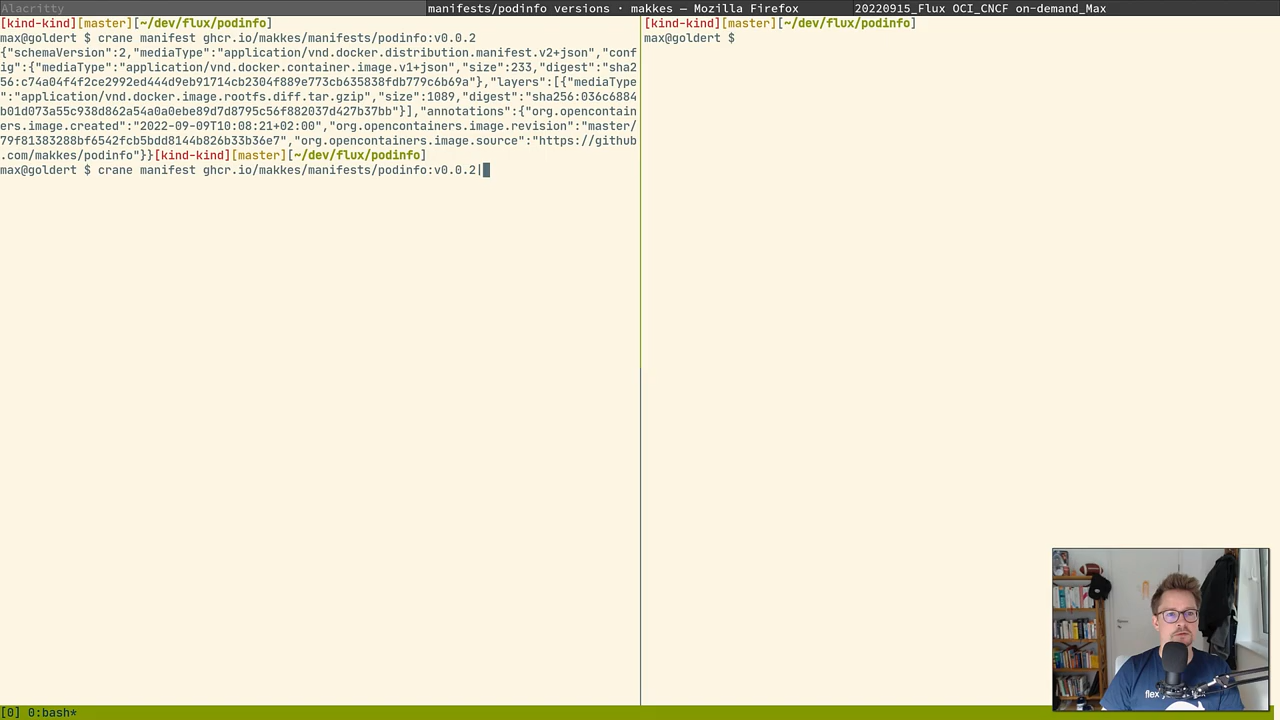 Alacritty
manifests/podinfo versions · makkes — Mozilla Firefox
20220915_Flux OCI_CNCF on-demand_Max
[kind-kind][master][~/dev/flux/podinfo]
max@goldert $ crane manifest ghcr.io/makkes/manifests/podinfo:v0.0.2
{"schemaVersion":2,"mediaType":"application/vnd.docker.distribution.manifest.v2+json","conf
ig":{"mediaType":"application/vnd.docker.container.image.v1+json","size":233,"digest":"sha2
56:c74a04f4f2ce2992ed444d9eb91714cb2304f889e773cb635838fdb779c6b69a"},"layers":[{"mediaType
":"application/vnd.docker.image.rootfs.diff.tar.gzip","size":1089,"digest":"sha256:036c6884
b01d073a55c938d862a54a0a0ebe89d7d8795c56f882037d427b37bb"}],"annotations":{"org.opencontain
ers.image.created":"2022-09-09T10:08:21+02:00","org.opencontainers.image.revision":"master/
79f81383288bf6542fcb5bdd8144b826b33b36e7","org.opencontainers.image.source":"https://github
.com/makkes/podinfo"}}[kind-kind][master][~/dev/flux/podinfo]
max@goldert $ crane manifest ghcr.io/makkes/manifests/podinfo:v0.0.2|
[kind-kind][master][~/dev/flux/podinfo]
max@goldert $
flex
[0] 0:bash*